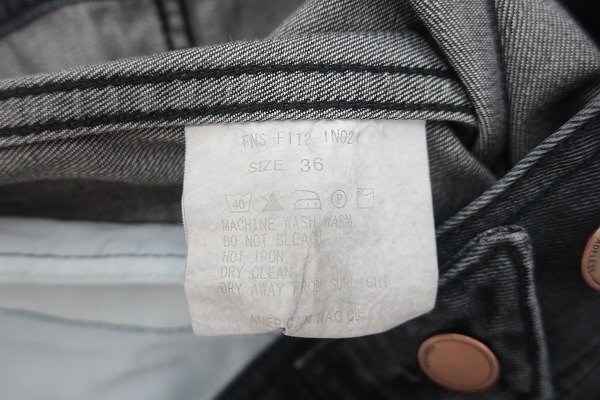 FNS-F112-1N021
SIZE 36
40 P
MACHINE WASH WARM
DO NOT BLEACH
HOT IRON
DRY CLEAN
DRY AWAY FROM SUNLIGHT
AMERICAN RAG CIE